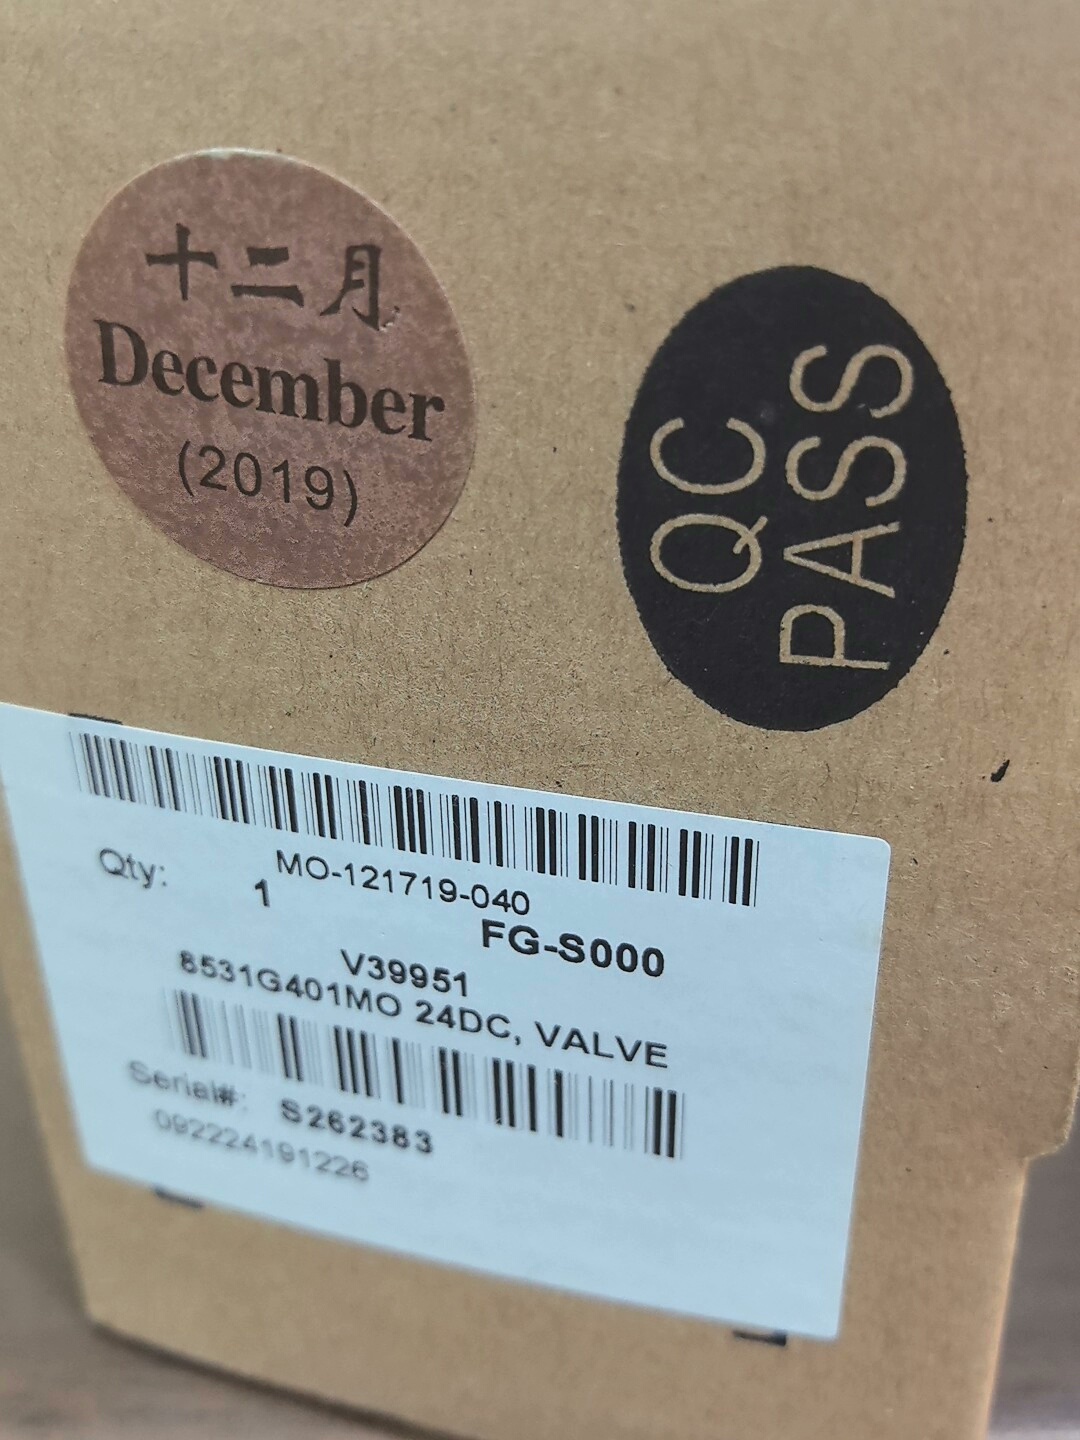 十二月
December
(2019)
QC
PASS
MO-121719-040
Qty:
1
FG-S000
V39951
8531G401MO 24DC, VALVE
Serial#: S262383
092224191226